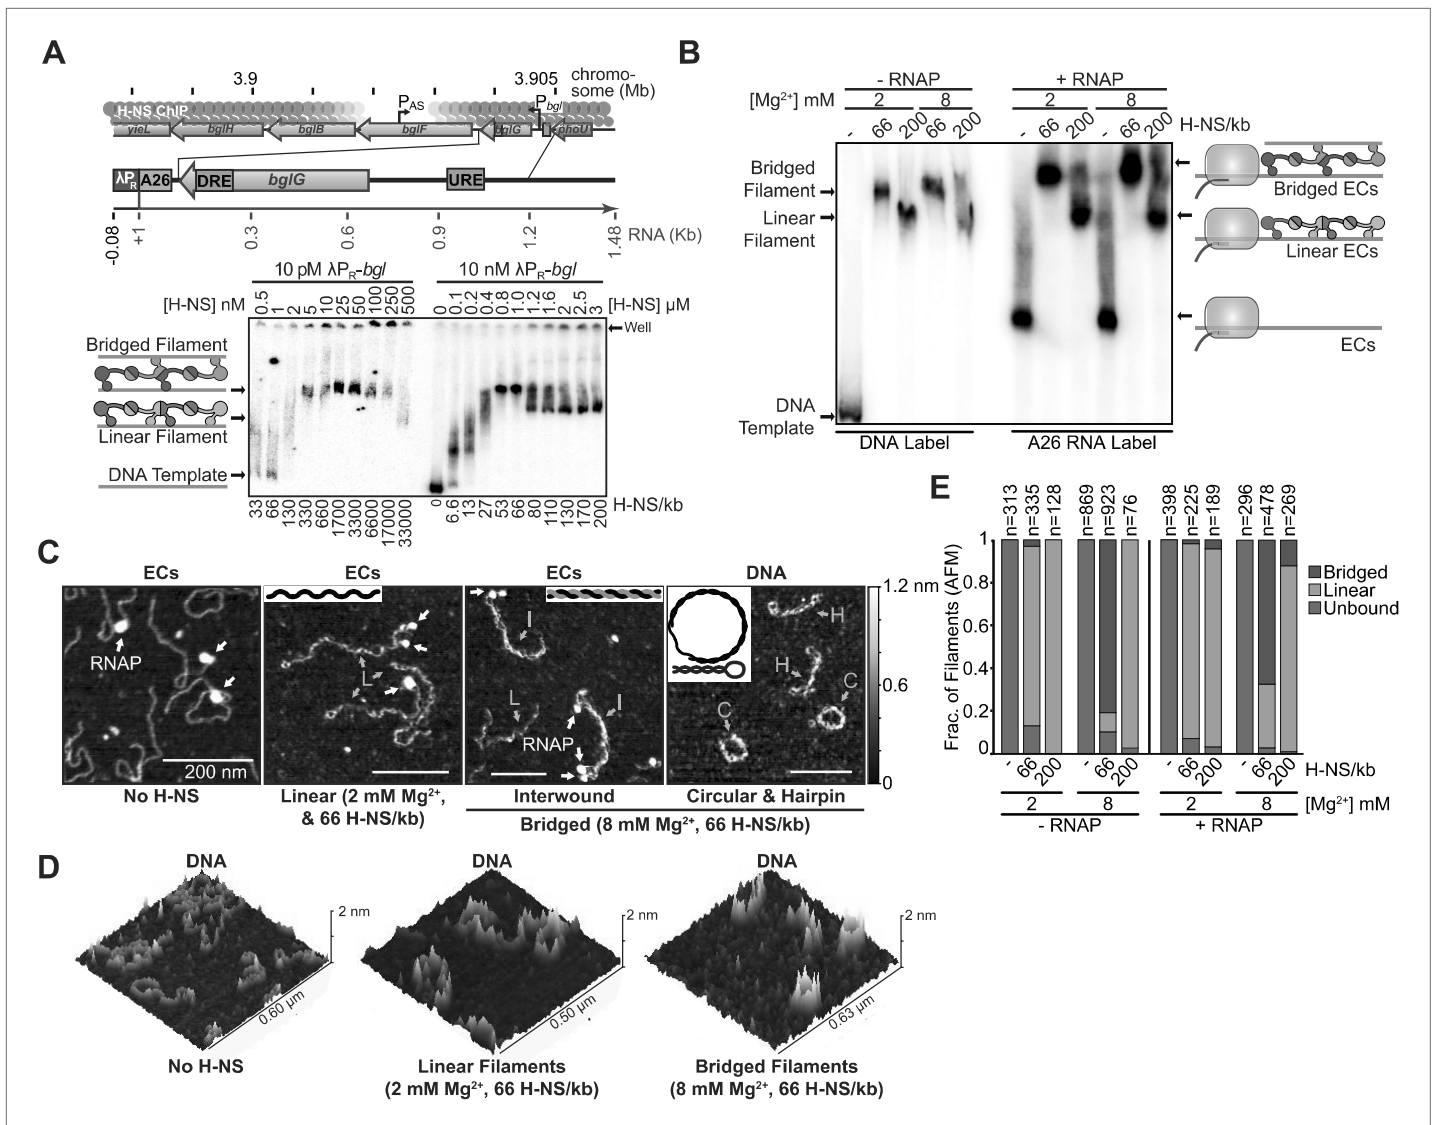 A
3.9
3.905
chromo-
some (Mb)
H-NS ChIP
PAS
Pbgl
yieL
bglH
bglB
bglF
bglG
phoU
λPR
A26
DRE
bglG
URE
-0.08
+1
0.3
0.6
0.9
1.2
1.48
RNA (Kb)
10 pM λPR-bgl
10 nM λPR-bgl
[H-NS] nM
0.5
1
2
5
10
25
50
100
250
500
0
0.1
0.2
0.4
0.8
1.0
1.2
1.6
2
2.5
3
[H-NS] µM
Well
Bridged Filament
Linear Filament
DNA Template
33
66
130
330
660
1700
3300
6600
17000
33000
0
6.6
13
27
53
66
80
110
130
170
200
H-NS/kb
B
- RNAP
+ RNAP
[Mg2+] mM
2
8
2
8
-
66
200
66
200
-
66
200
-
66
200
H-NS/kb
Bridged
Filament
Linear
Filament
DNA
Template
Bridged ECs
Linear ECs
ECs
DNA Label
A26 RNA Label
C
ECs
ECs
ECs
DNA
1.2 nm
0.6
0
RNAP
200 nm
L
I
L
I
RNAP
H
H
C
C
No H-NS
Linear (2 mM Mg2+,
& 66 H-NS/kb)
Interwound
Circular & Hairpin
Bridged (8 mM Mg2+, 66 H-NS/kb)
D
DNA
2 nm
0.60 µm
No H-NS
DNA
2 nm
0.50 µm
Linear Filaments
(2 mM Mg2+, 66 H-NS/kb)
DNA
2 nm
0.63 µm
Bridged Filaments
(8 mM Mg2+, 66 H-NS/kb)
E
n=313
n=335
n=128
n=869
n=923
n=76
n=398
n=225
n=189
n=296
n=478
n=269
Frac. of Filaments (AFM)
1
0.8
0.6
0.4
0.2
0
Bridged
Linear
Unbound
-
66
200
-
66
200
-
66
200
-
66
200
H-NS/kb
2
8
2
8
[Mg2+] mM
- RNAP
+ RNAP